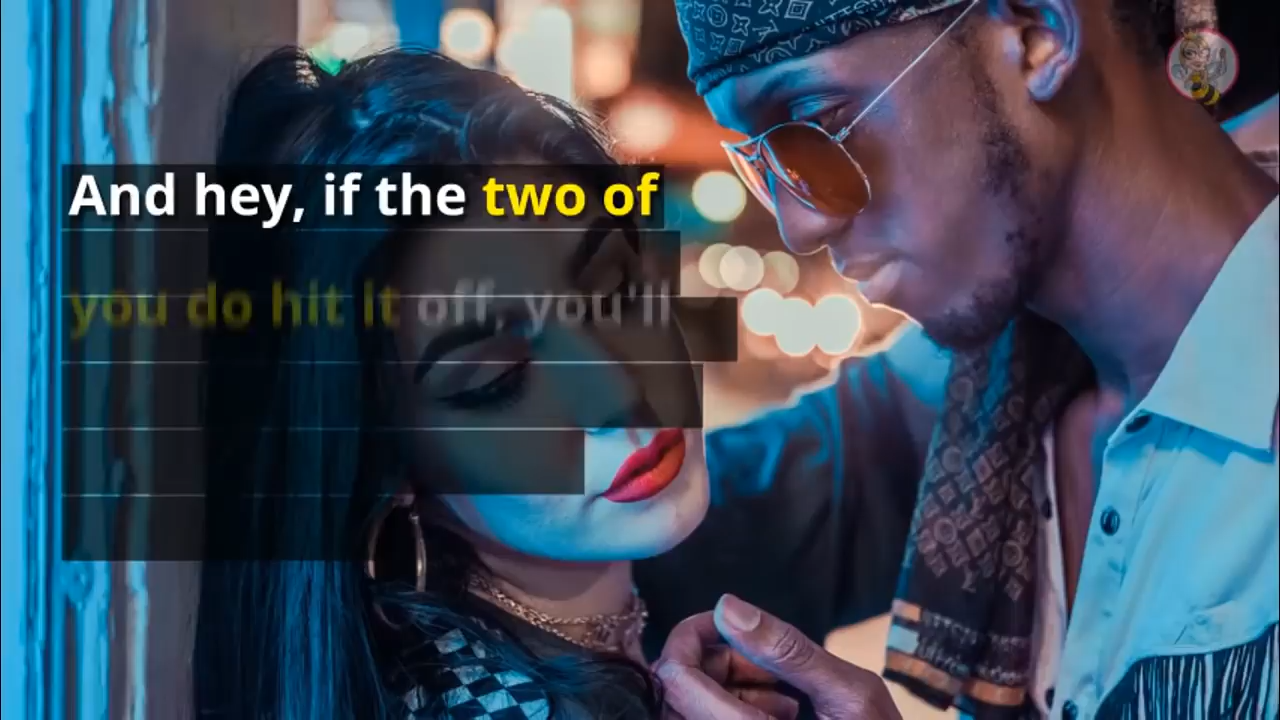 And hey, if the two of
you do hit it off, you'll